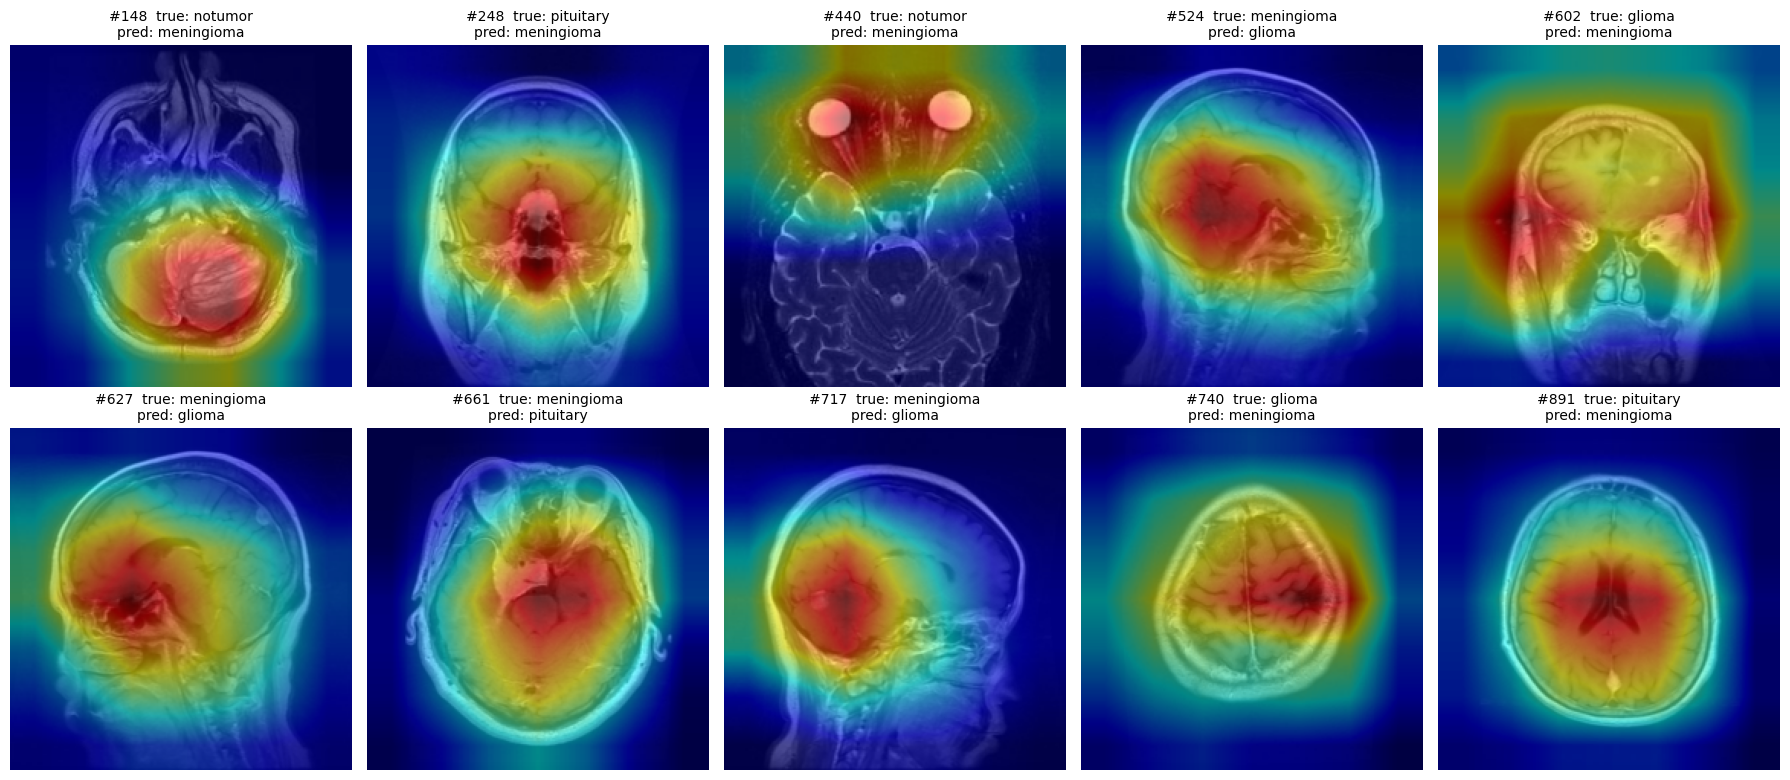 #148  true: notumor
pred: meningioma
#248  true: pituitary
pred: meningioma
#440  true: notumor
pred: meningioma
#524  true: meningioma
pred: glioma
#602  true: glioma
pred: meningioma
#627  true: meningioma
pred: glioma
#661  true: meningioma
pred: pituitary
#717  true: meningioma
pred: glioma
#740  true: glioma
pred: meningioma
#891  true: pituitary
pred: meningioma